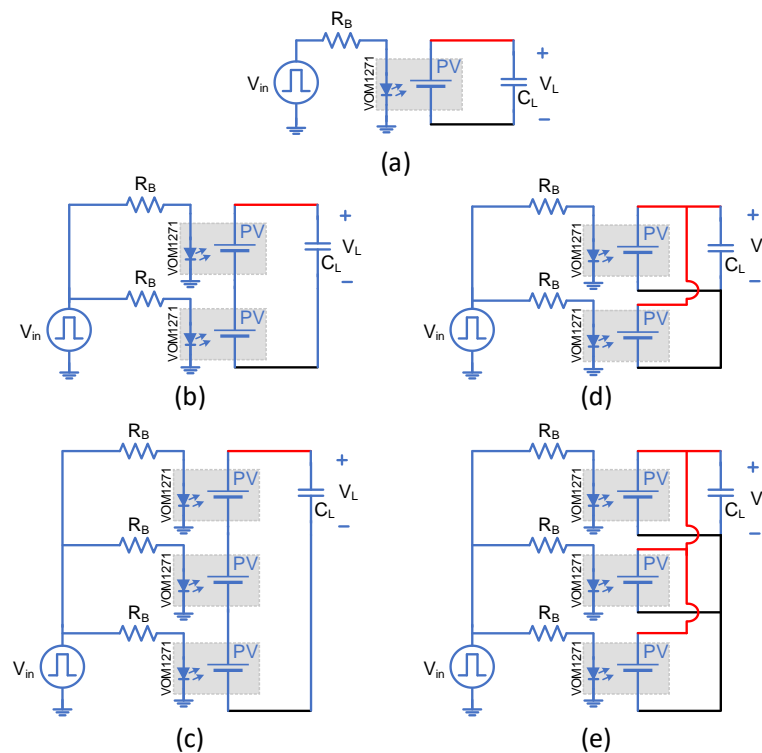 R_B
V_in
VOM1271
PV
+
V_L
C_L
−
(a)
R_B
VOM1271
PV
+
V_L
C_L
−
R_B
VOM1271
PV
V_in
(b)
R_B
VOM1271
PV
+
V
C_L
−
R_B
VOM1271
PV
V_in
(d)
R_B
VOM1271
PV
+
V_L
C_L
−
R_B
VOM1271
PV
R_B
VOM1271
PV
V_in
(c)
R_B
VOM1271
PV
+
V
C_L
−
R_B
VOM1271
PV
R_B
VOM1271
PV
V_in
(e)